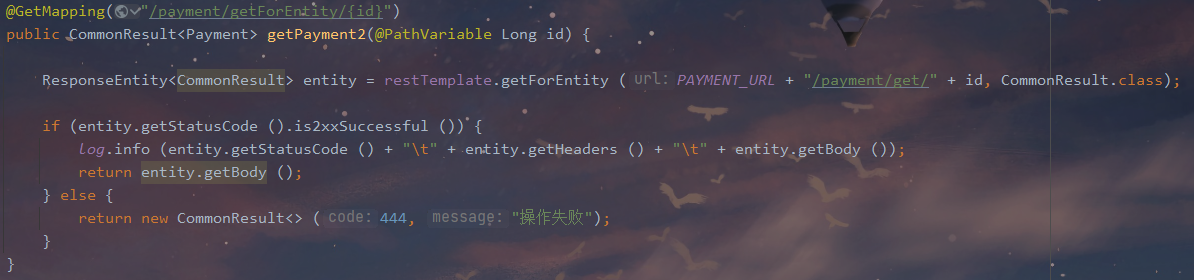 @GetMapping("/payment/getForEntity/{id}")
public CommonResult<Payment> getPayment2(@PathVariable Long id) {
ResponseEntity<CommonResult> entity = restTemplate.getForEntity ( url: PAYMENT_URL + "/payment/get/" + id, CommonResult.class);
if (entity.getStatusCode ().is2xxSuccessful ()) {
log.info (entity.getStatusCode () + "\t" + entity.getHeaders () + "\t" + entity.getBody ());
return entity.getBody ();
} else {
return new CommonResult<> ( code: 444, message: "操作失败");
}
}